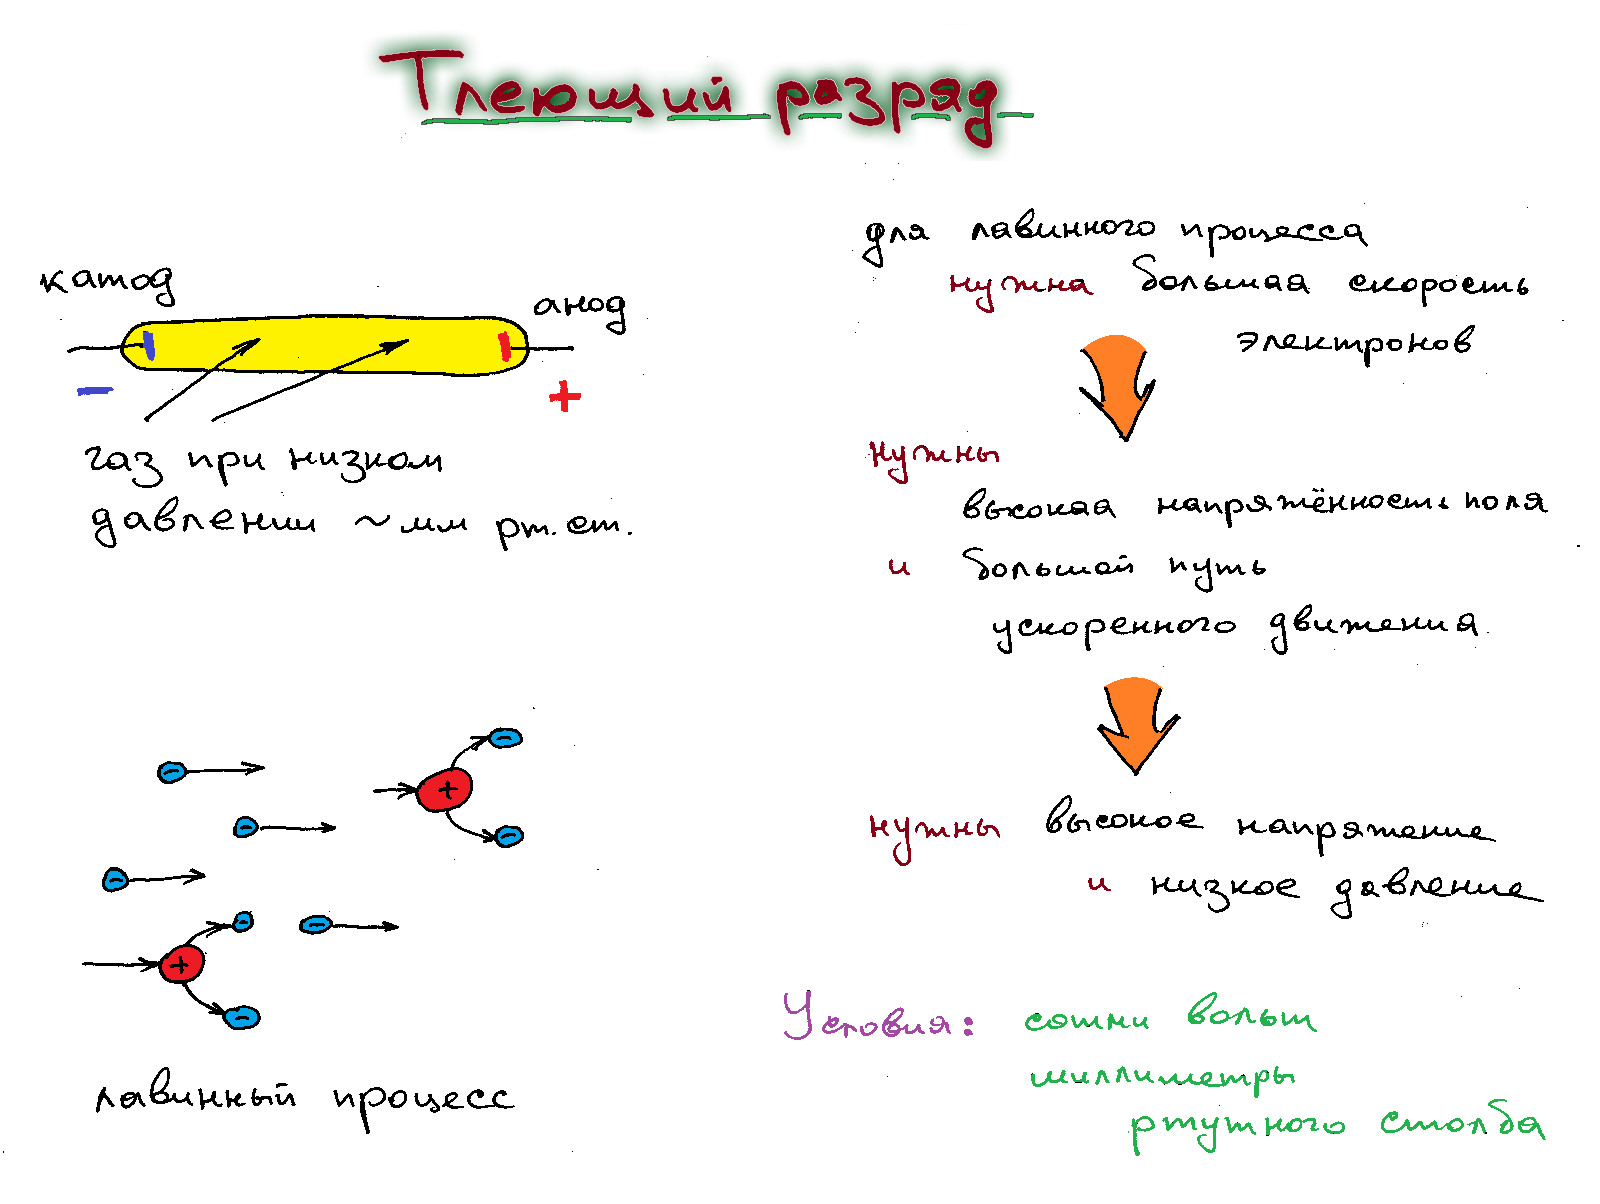 Тлеющий разряд
катод
анод
газ при низком
давлении ~ мм рт. ст.
лавинный процесс
для лавинного процесса
нужна большая скорость
электронов
нужны
высокая напряжённость поля
и большой путь
ускоренного движения
нужны высокое напряжение
и низкое давление
Условия: сотни вольт
миллиметры
ртутного столба